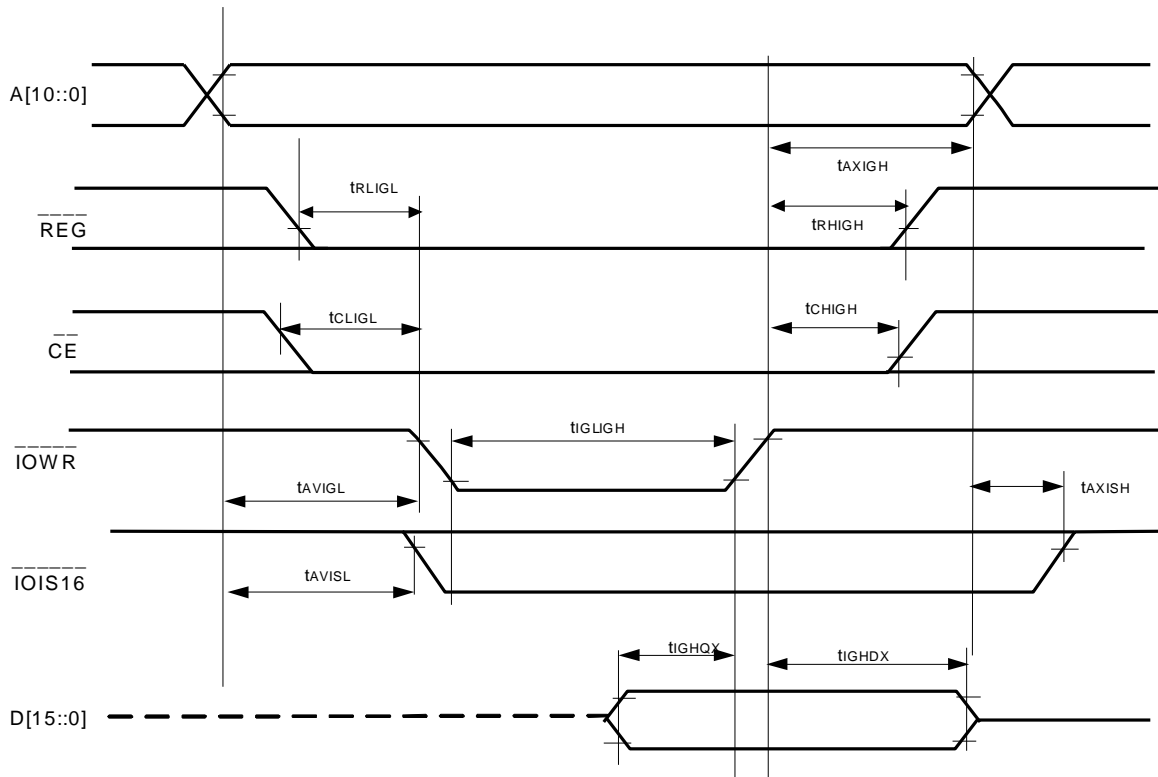 A[10::0]
tAXIGH
tRLIGL
REG
tRHIGH
tCLIGL
tCHIGH
CE
tIGLIGH
IOWR
tAVIGL
tAXISH
IOIS16
tAVISL
tIGHQX
tIGHDX
D[15::0]